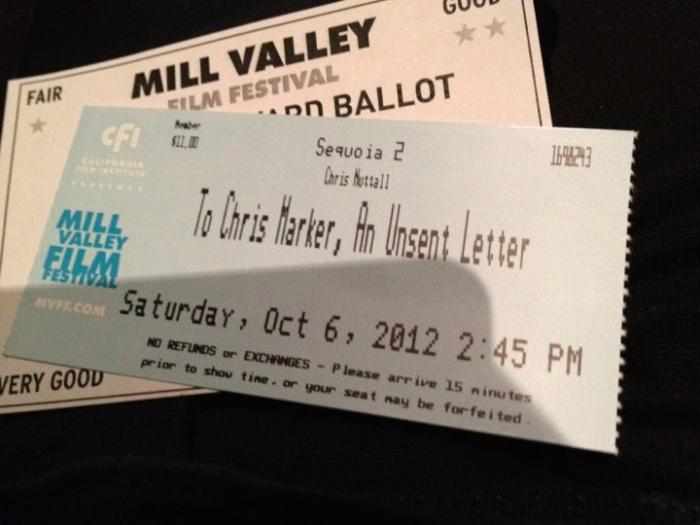 FAIR
MILL VALLEY
GOOD
FILM FESTIVAL
ARD BALLOT
CFI
CALIFORNIA
FILM INSTITUTE
PRESENTS
Member
$11.00
Sequoia 2
Chris Nuttall
1698243
To Chris Marker, An Unsent Letter
MILL
VALLEY
FILM
FESTIVAL
MVFF.COM
Saturday, Oct 6, 2012 2:45 PM
NO REFUNDS or EXCHANGES - Please arrive 15 minutes
prior to show time, or your seat may be forfeited.
VERY GOOD